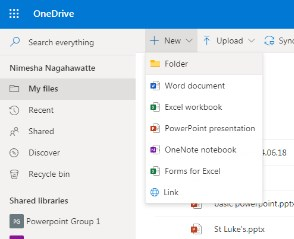 OneDrive
Search everything
New
Upload
Sync
Nimesha Nagahawatte
My files
Recent
Shared
Discover
Recycle bin
Shared libraries
PG Powerpoint Group 1
Folder
Word document
Excel workbook
PowerPoint presentation
OneNote notebook
Forms for Excel
Link
4.06.18
Basic powerpoint.pptx
St Luke's.pptx